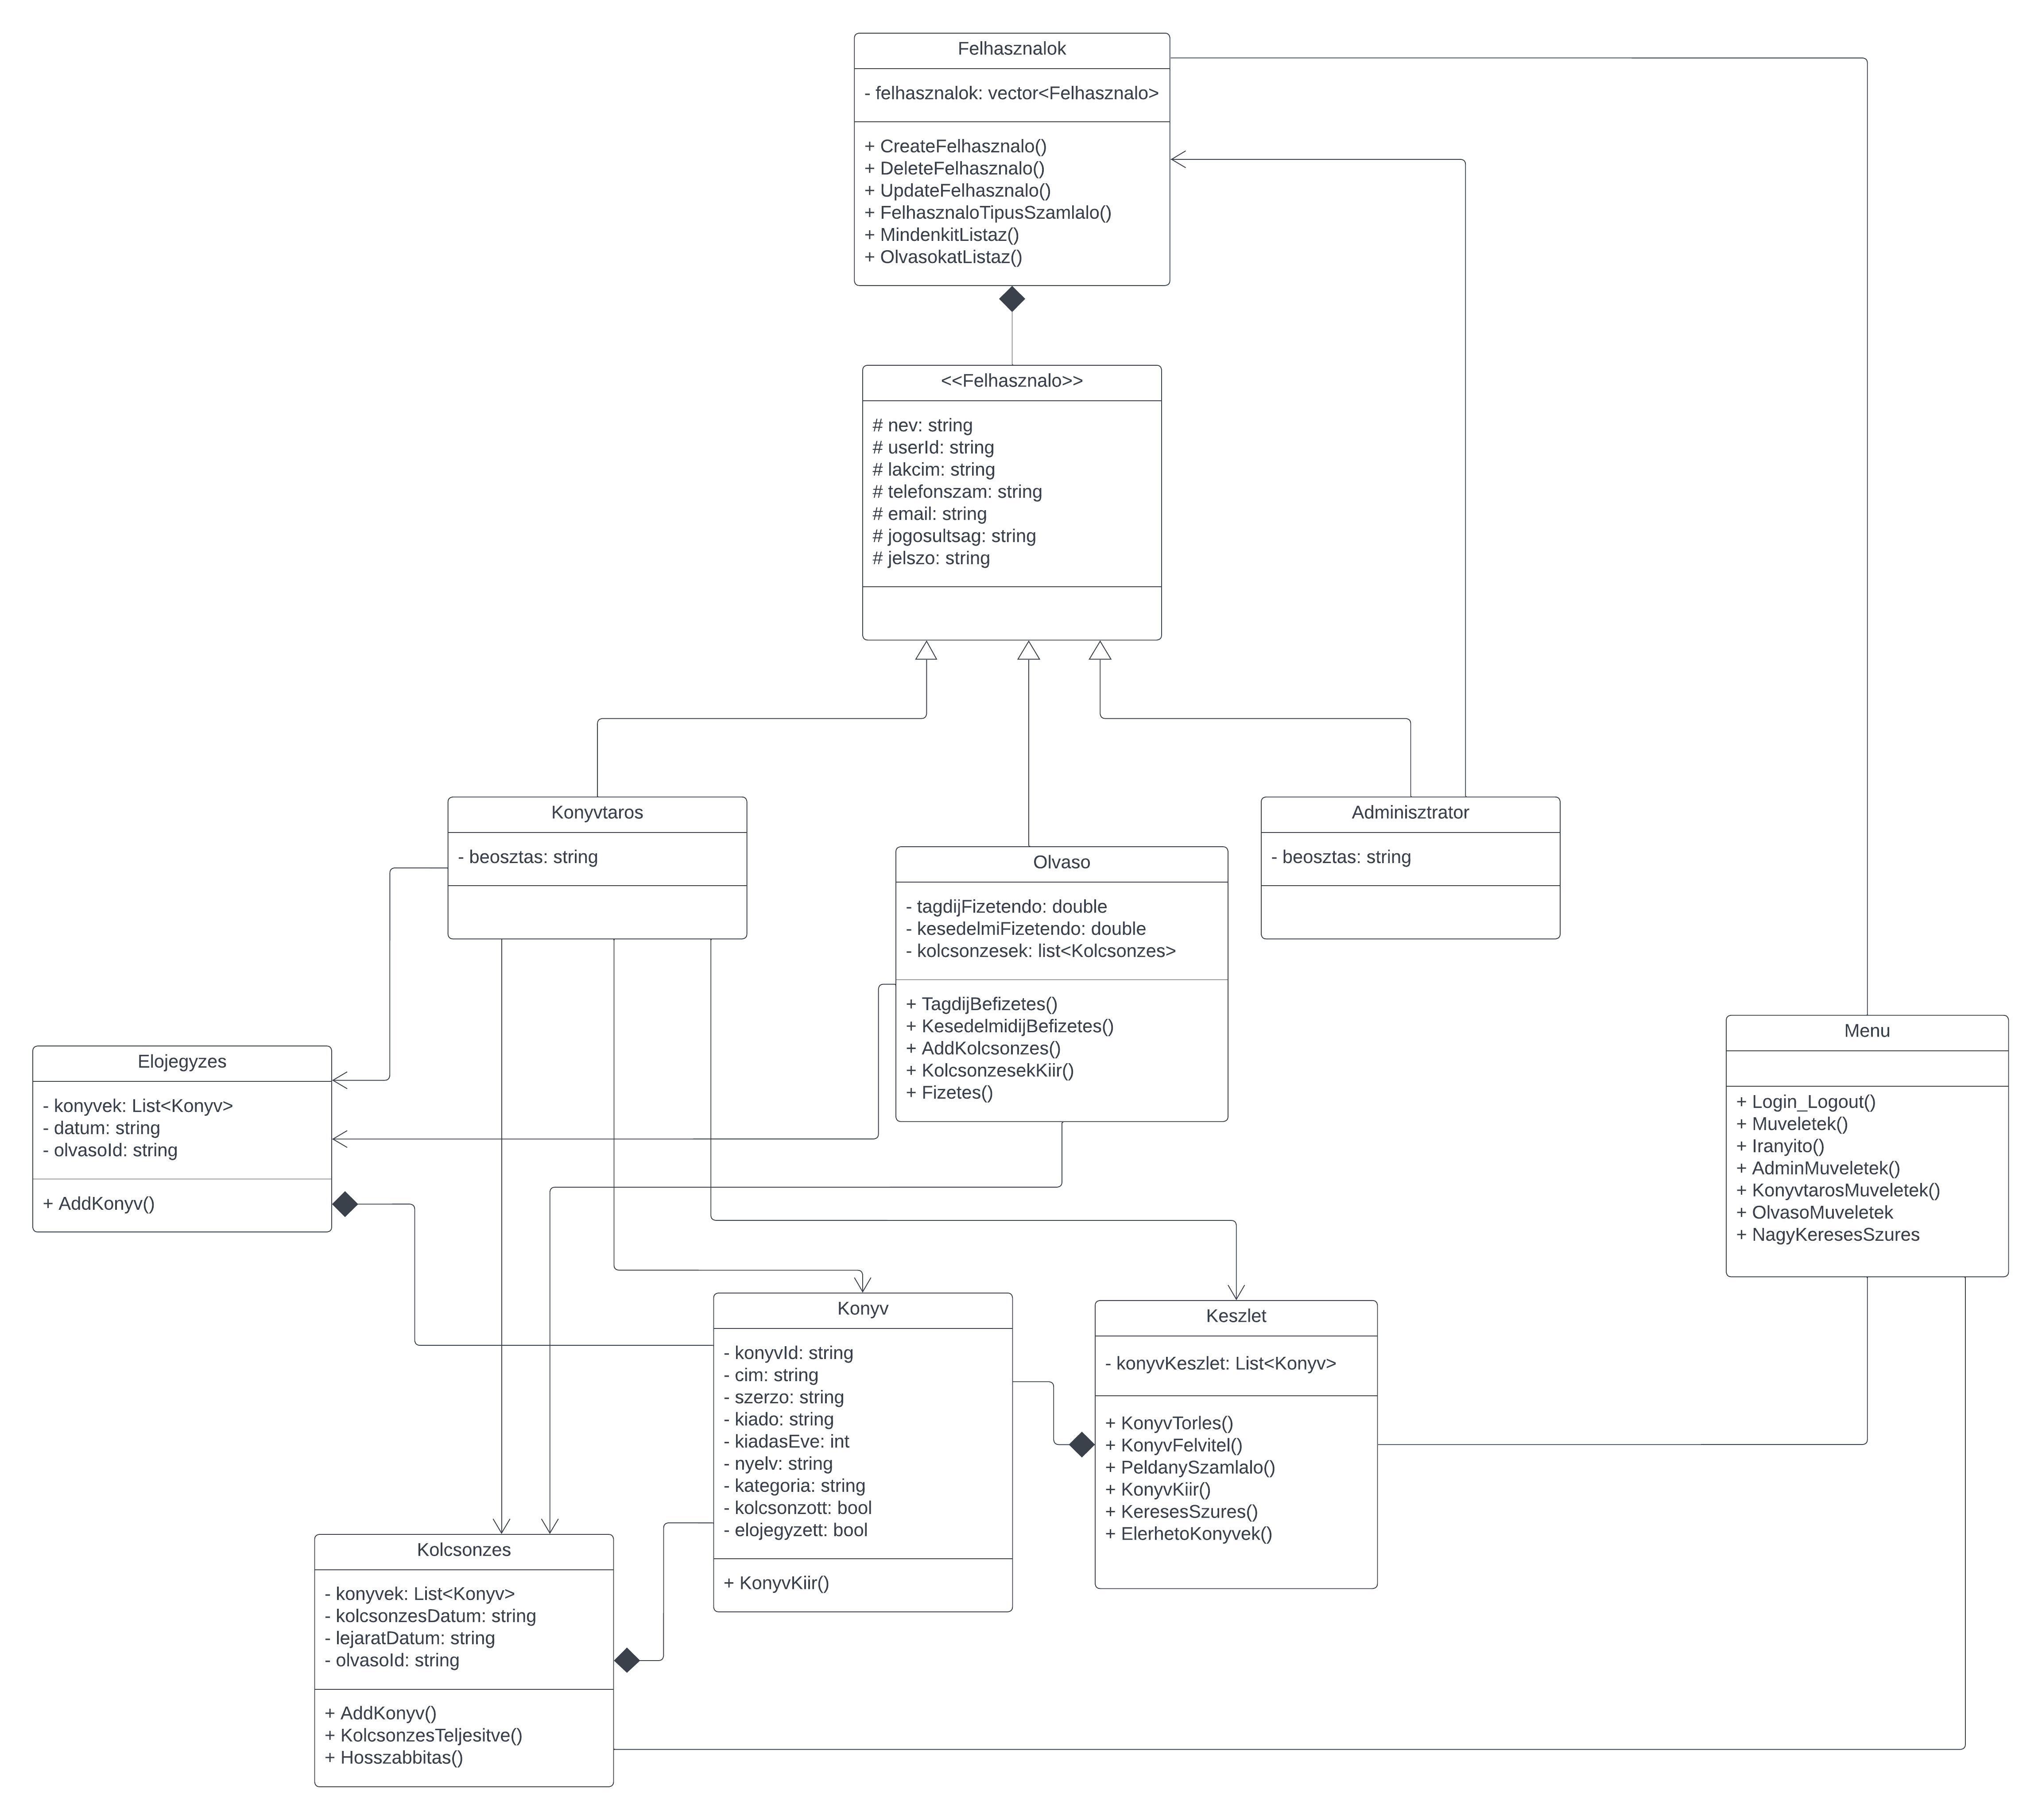 Felhasznalok
- felhasznalok: vector<Felhasznalo>
+ CreateFelhasznalo()
+ DeleteFelhasznalo()
+ UpdateFelhasznalo()
+ FelhasznaloTipusSzamlalo()
+ MindenkitListaz()
+ OlvasokatListaz()
<<Felhasznalo>>
# nev: string
# userId: string
# lakcim: string
# telefonszam: string
# email: string
# jogosultsag: string
# jelszo: string
Konyvtaros
- beosztas: string
Olvaso
- tagdijFizetendo: double
- kesedelmiFizetendo: double
- kolcsonzesek: list<Kolcsonzes>
+ TagdijBefizetes()
+ KesedelmidijBefizetes()
+ AddKolcsonzes()
+ KolcsonzesekKiir()
+ Fizetes()
Adminisztrator
- beosztas: string
Menu
+ Login_Logout()
+ Muveletek()
+ Iranyito()
+ AdminMuveletek()
+ KonyvtarosMuveletek()
+ OlvasoMuveletek
+ NagyKeresesSzures
Elojegyzes
- konyvek: List<Konyv>
- datum: string
- olvasoId: string
+ AddKonyv()
Konyv
- konyvId: string
- cim: string
- szerzo: string
- kiado: string
- kiadasEve: int
- nyelv: string
- kategoria: string
- kolcsonzott: bool
- elojegyzett: bool
+ KonyvKiir()
Keszlet
- konyvKeszlet: List<Konyv>
+ KonyvTorles()
+ KonyvFelvitel()
+ PeldanySzamlalo()
+ KonyvKiir()
+ KeresesSzures()
+ ElerhetoKonyvek()
Kolcsonzes
- konyvek: List<Konyv>
- kolcsonzesDatum: string
- lejaratDatum: string
- olvasoId: string
+ AddKonyv()
+ KolcsonzesTeljesitve()
+ Hosszabbitas()